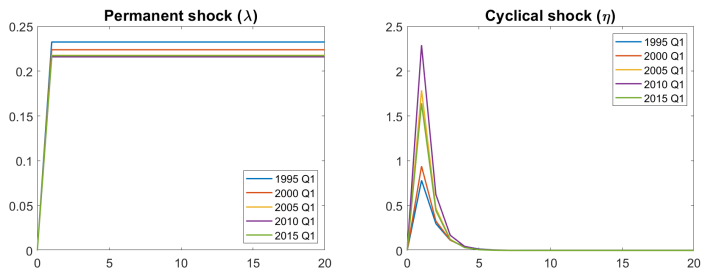 Permanent shock (λ)
0.25
0.2
0.15
0.1
0.05
0
0
5
10
15
20
1995 Q1
2000 Q1
2005 Q1
2010 Q1
2015 Q1
Cyclical shock (η)
2.5
2
1.5
1
0.5
0
0
5
10
15
20
1995 Q1
2000 Q1
2005 Q1
2010 Q1
2015 Q1